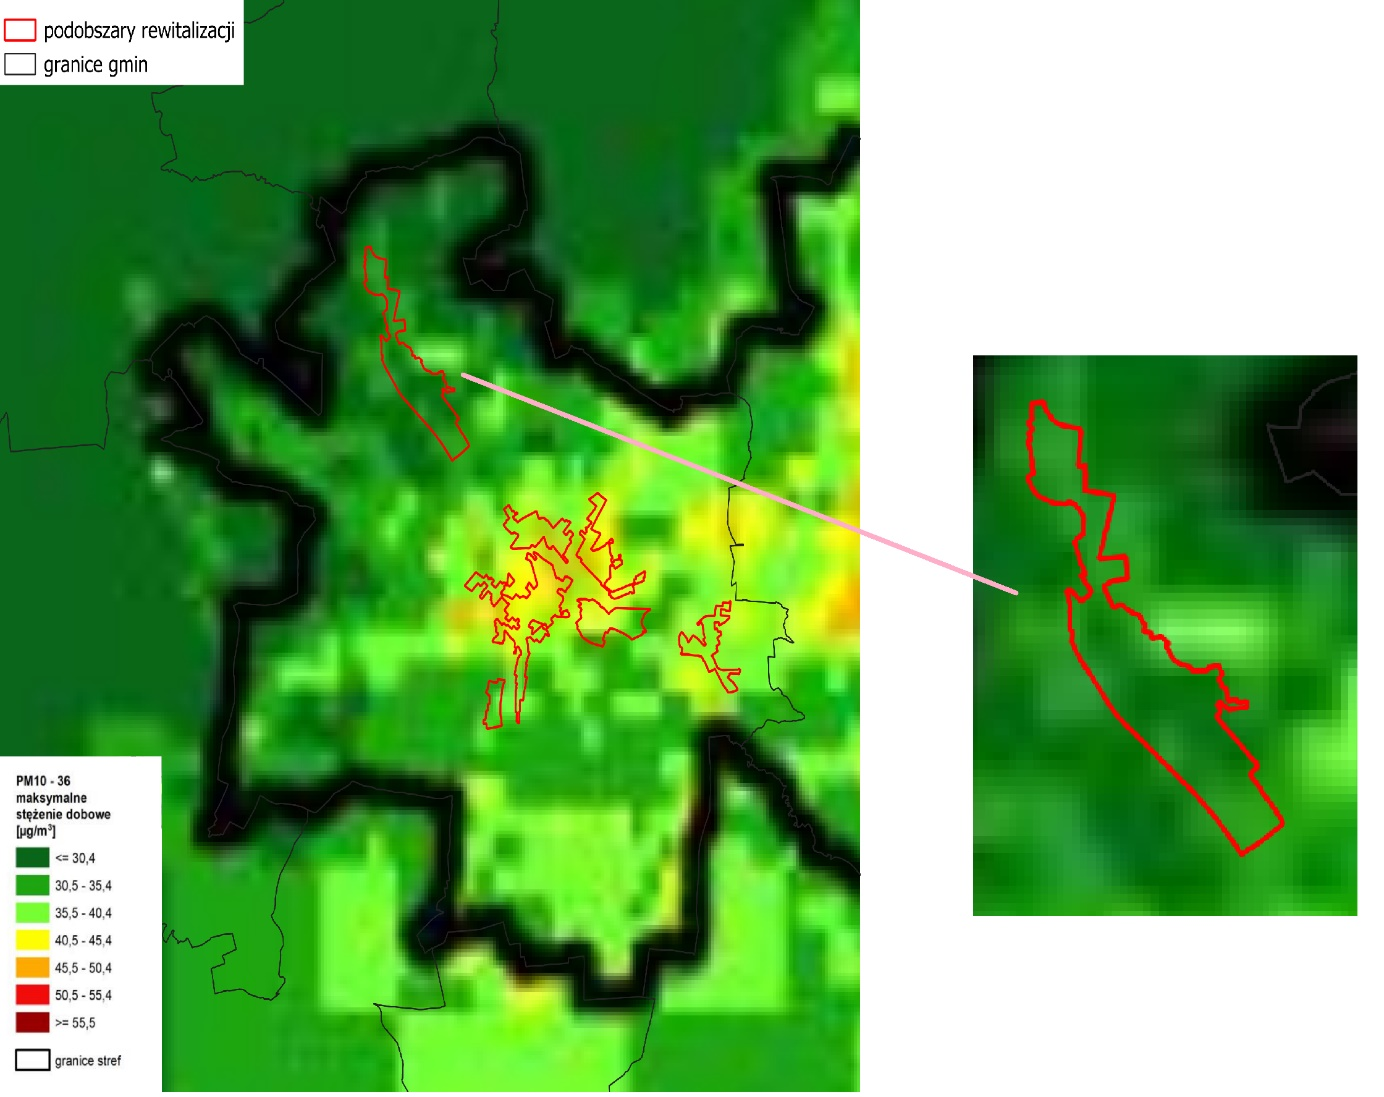 podobszary rewitalizacji
granice gmin
PM10 - 36
maksymalne
stężenie dobowe
[µg/m³]
<= 30,4
30,5 - 35,4
35,5 - 40,4
40,5 - 45,4
45,5 - 50,4
50,5 - 55,4
>= 55,5
granice stref